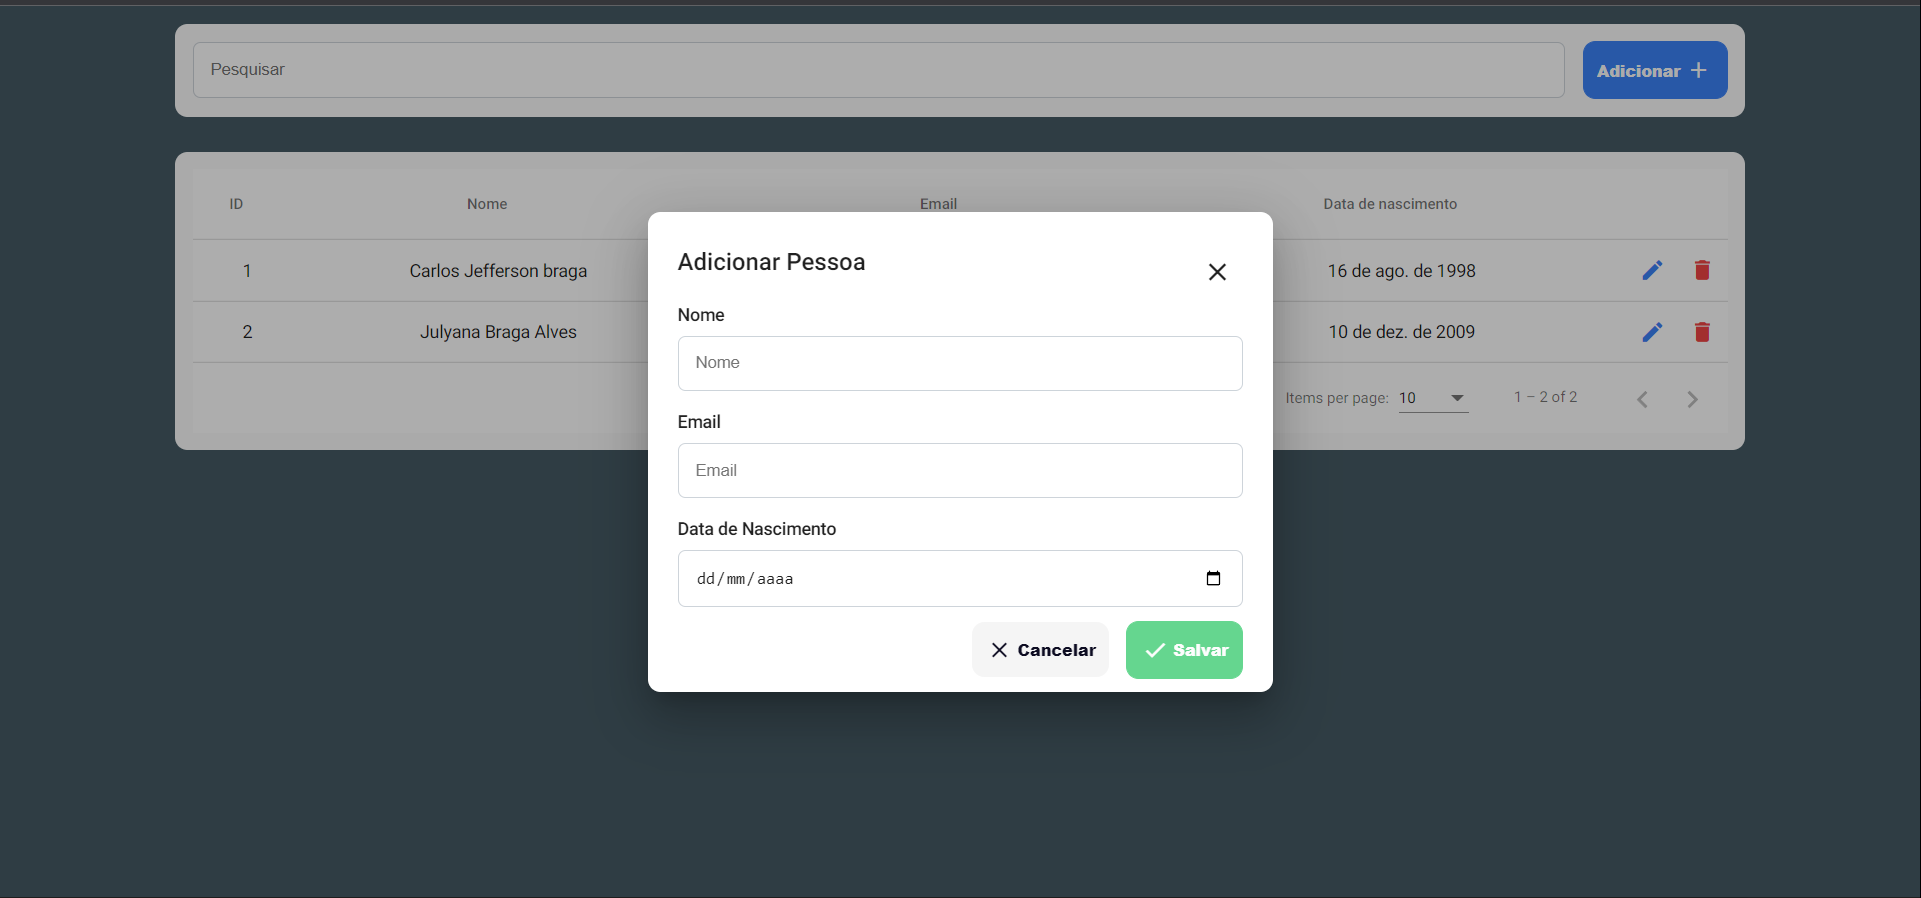 Pesquisar
Adicionar
ID Nome Email Data de nascimento
1 Carlos Jefferson braga 16 de ago. de 1998
2 Julyana Braga Alves 10 de dez. de 2009
Items per page: 10 1 – 2 of 2
Adicionar Pessoa
Nome
Nome
Email
Email
Data de Nascimento
dd/mm/aaaa
Cancelar Salvar